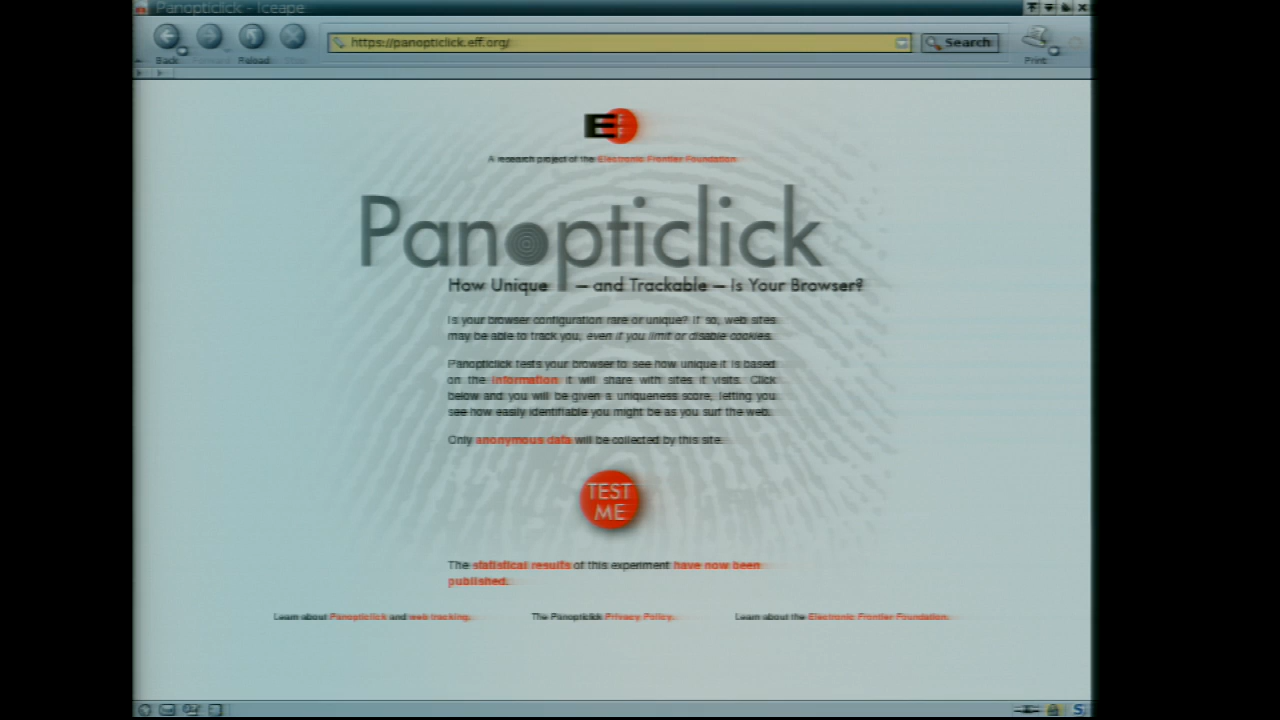 Panopticlick - Iceape
https://panopticlick.eff.org/
Search
Back
Forward
Reload
Stop
Print
EFF
A research project of the Electronic Frontier Foundation
Panopticlick
How Unique — and Trackable — Is Your Browser?
Is your browser configuration rare or unique? If so, web sites
may be able to track you, even if you limit or disable cookies.
Panopticlick tests your browser to see how unique it is based
on the information it will share with sites it visits. Click
below and you will be given a uniqueness score, letting you
see how easily identifiable you might be as you surf the web.
Only anonymous data will be collected by this site.
TEST
ME
The statistical results of this experiment have now been
published.
Learn about Panopticlick and web tracking.
The Panopticlick Privacy Policy.
Learn about the Electronic Frontier Foundation.